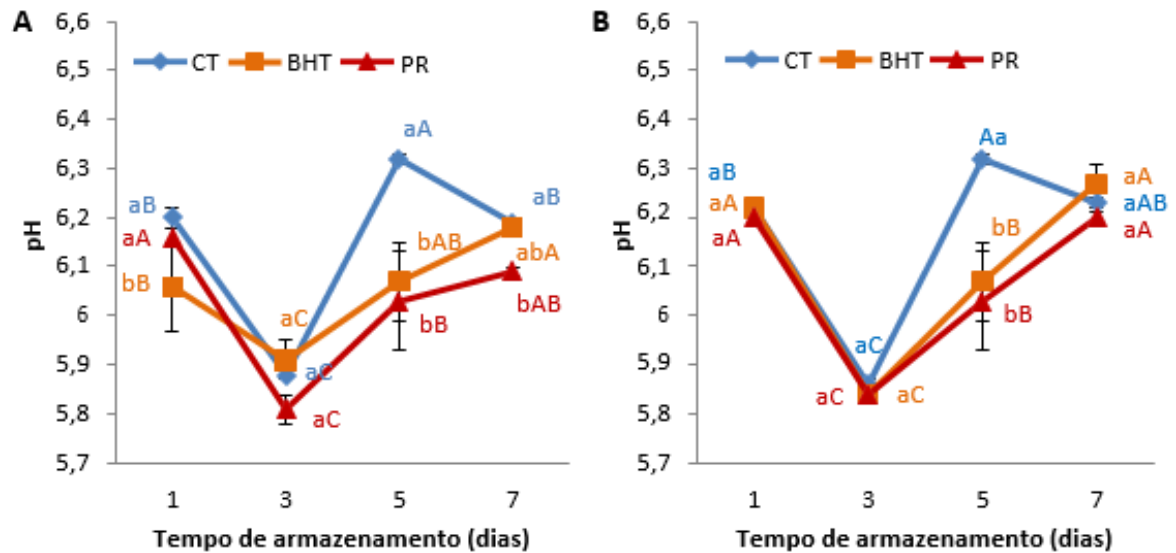 A
6,6
6,5
6,4
6,3
6,2
6,1
6
5,9
5,8
5,7
pH
CT BHT PR
aB
aA
bB
aC
aC
aC
aA
bAB
bB
aB
abA
bAB
1 3 5 7
Tempo de armazenamento (dias)
B
6,6
6,5
6,4
6,3
6,2
6,1
6
5,9
5,8
5,7
pH
CT BHT PR
aB
aA
aA
aC
aC
aC
Aa
bB
bB
aA
aAB
aA
1 3 5 7
Tempo de armazenamento (dias)